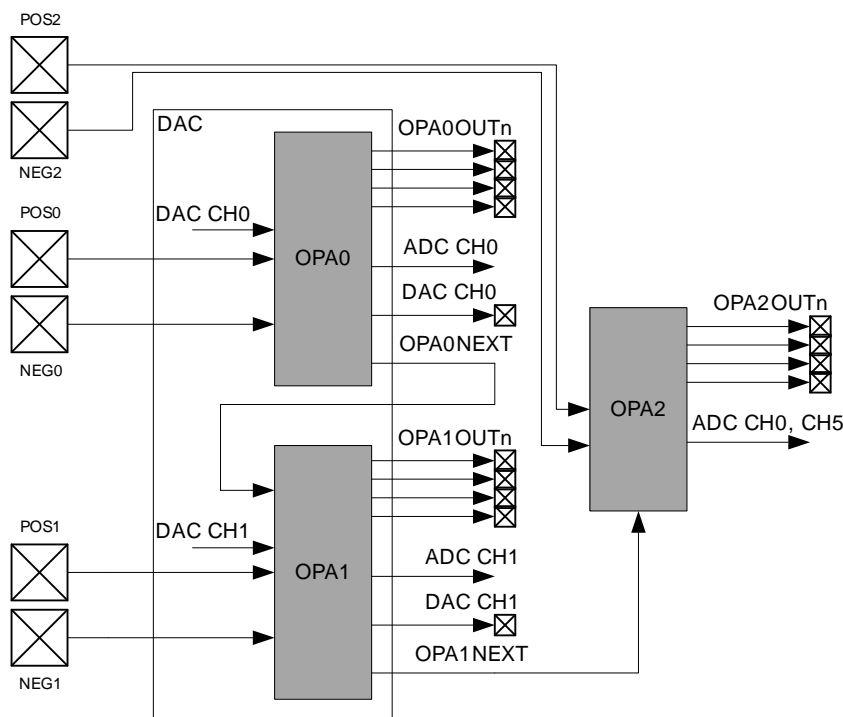 POS2
NEG2
POS0
NEG0
POS1
NEG1
DAC
DAC CH0
OPA0
OPA0OUTn
ADC CH0
DAC CH0
OPA0NEXT
DAC CH1
OPA1
OPA1OUTn
ADC CH1
DAC CH1
OPA1NEXT
OPA2
OPA2OUTn
ADC CH0, CH5